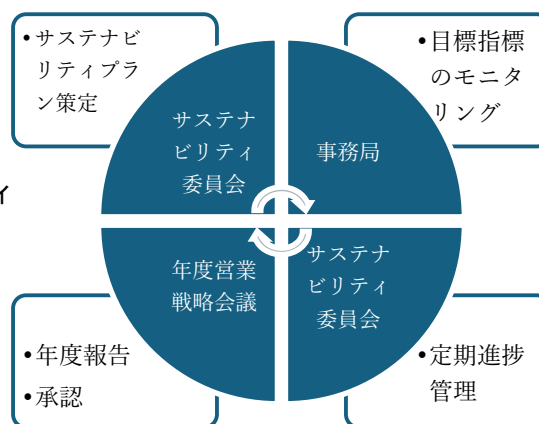 •サステナビ
リティプラ
ン策定
•目標指標
のモニタ
リング
サステナ
ビリティ
委員会
事務局
ィ
年度営業
戦略会議
サステナ
ビリティ
委員会
•年度報告
•承認
•定期進捗
管理